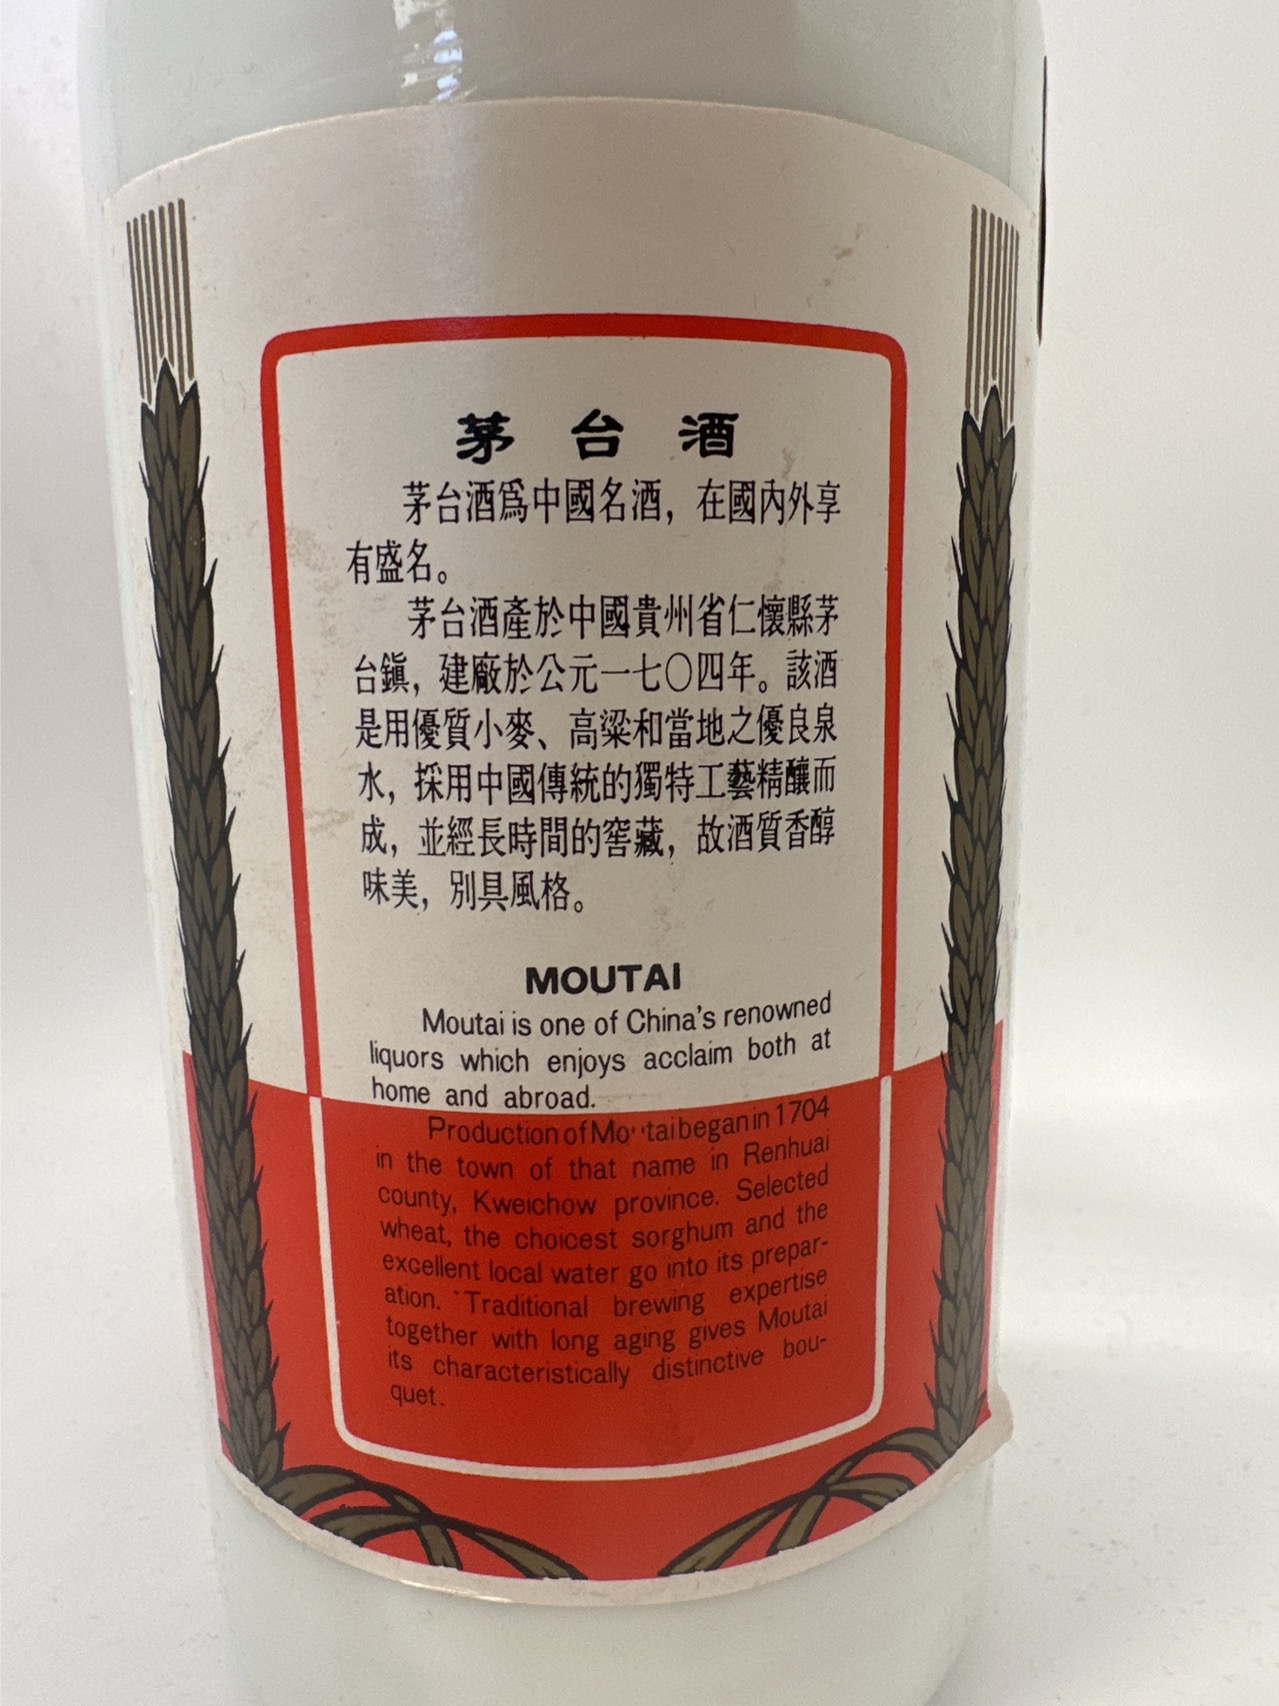 茅台酒
茅台酒爲中國名酒，在國內外享
有盛名。
茅台酒產於中國貴州省仁懷縣茅
台鎭，建廠於公元一七〇四年。該酒
是用優質小麥、高粱和當地之優良泉
水，採用中國傳統的獨特工藝精釀而
成，並經長時間的窖藏，故酒質香醇
味美，別具風格。
MOUTAI
Moutai is one of China's renowned
liquors which enjoys acclaim both at
home and abroad.
Production of Moutai began in 1704
in the town of that name in Renhuai
county, Kweichow province. Selected
wheat, the choicest sorghum and the
excellent local water go into its prepar-
ation. Traditional brewing expertise
together with long aging gives Moutai
its characteristically distinctive bou-
quet.